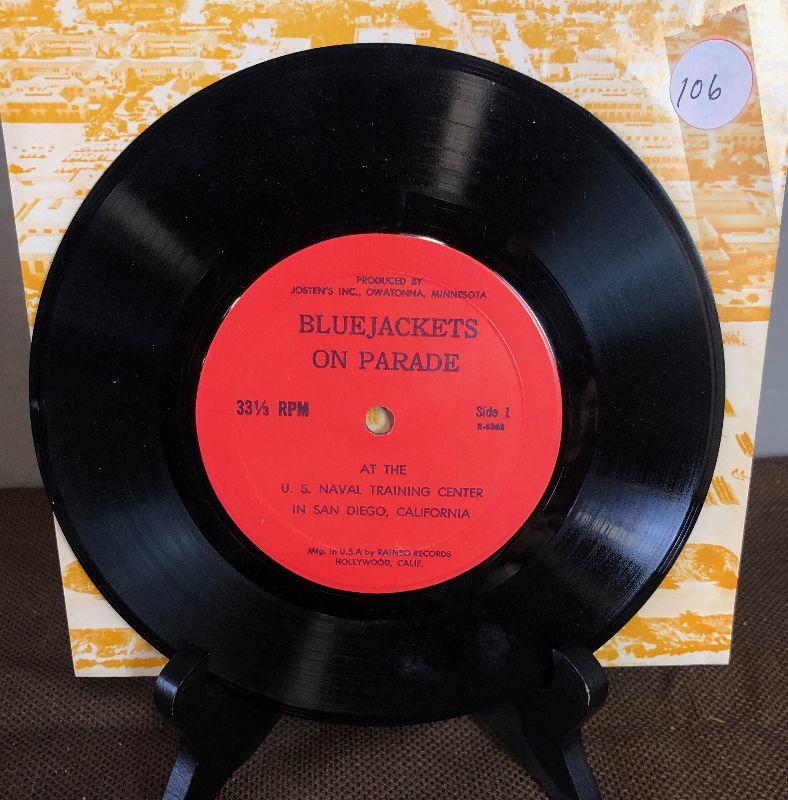 106
PRODUCED BY
JOSTEN'S INC., OWATONNA, MINNESOTA
BLUEJACKETS
ON PARADE
33⅓ RPM
Side 1
AT THE
U. S. NAVAL TRAINING CENTER
IN SAN DIEGO, CALIFORNIA
Mfg. in U.S.A by RAINBO RECORDS
HOLLYWOOD, CALIF.